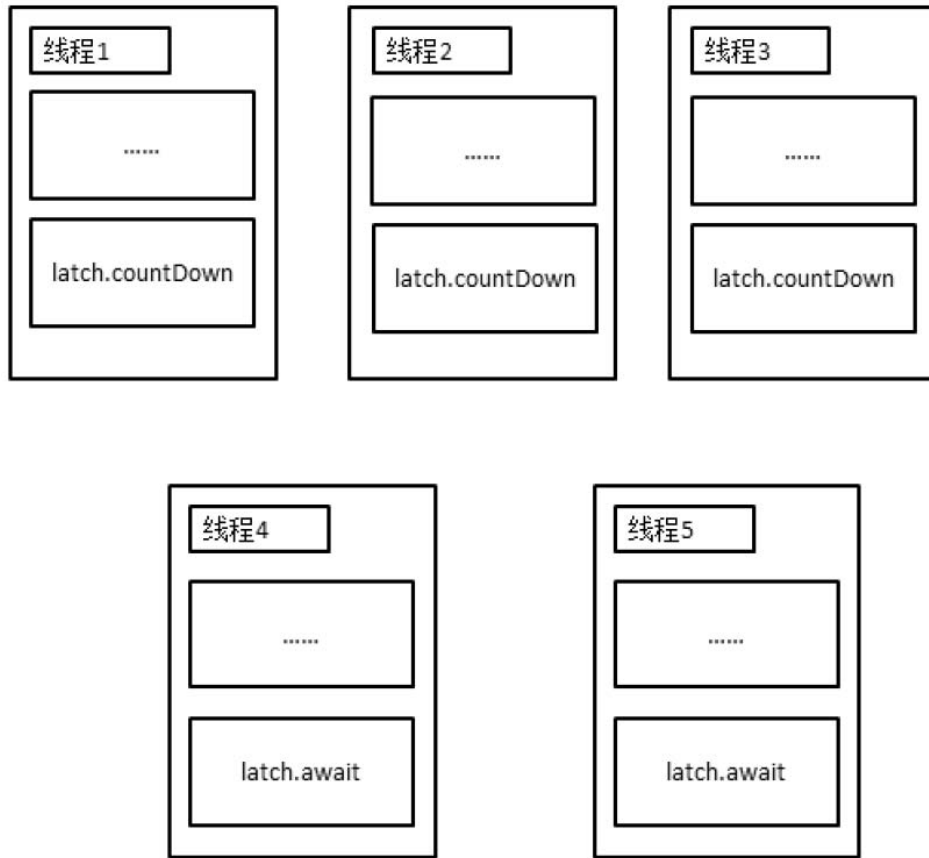 线程1
线程2
线程3
......
......
......
latch.countDown
latch.countDown
latch.countDown
线程4
线程5
......
......
latch.await
latch.await